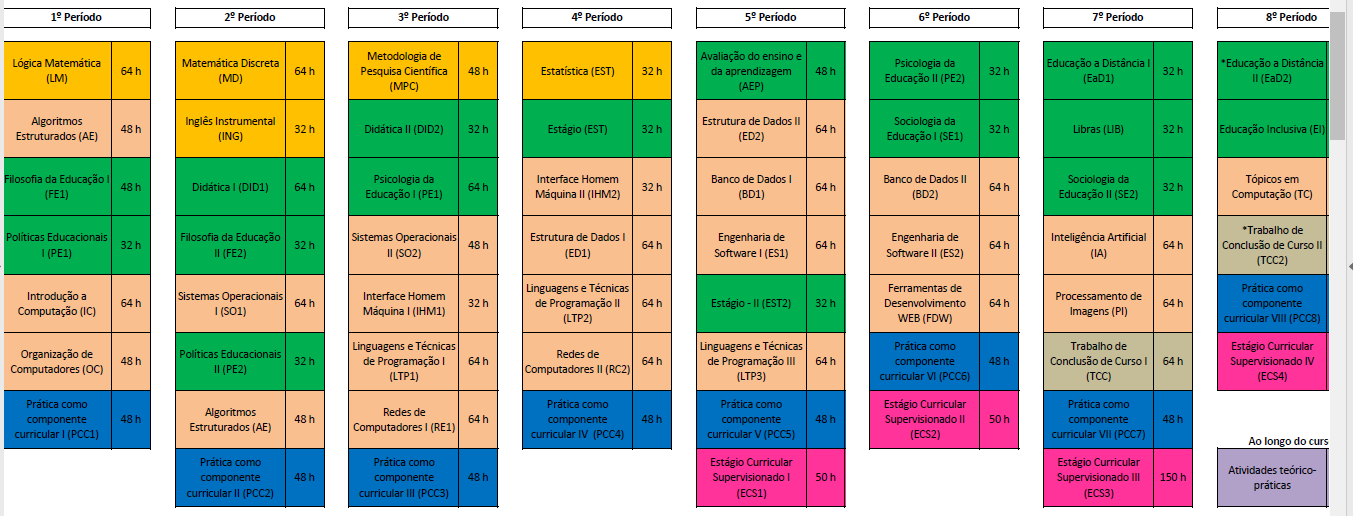 1º Período
Lógica Matemática
(LM)
64 h
Algoritmos
Estruturados (AE)
48 h
Filosofia da Educação I
(FE1)
48 h
Políticas Educacionais
I (PE1)
32 h
Introdução a
Computação (IC)
64 h
Organização de
Computadores (OC)
48 h
Prática como
componente
curricular I (PCC1)
48 h
2º Período
Matemática Discreta
(MD)
64 h
Inglês Instrumental
(ING)
32 h
Didática I (DID1)
64 h
Filosofia da Educação
II (FE2)
32 h
Sistemas Operacionais
I (SO1)
64 h
Políticas Educacionais
II (PE2)
32 h
Algoritmos
Estruturados (AE)
48 h
Prática como
componente
curricular II (PCC2)
48 h
3º Período
Metodologia de
Pesquisa Científica
(MPC)
48 h
Didática II (DID2)
32 h
Psicologia da
Educação I (PE1)
64 h
Sistemas Operacionais
II (SO2)
48 h
Interface Homem
Máquina I (IHM1)
32 h
Linguagens e Técnicas
de Programação I
(LTP1)
64 h
Redes de
Computadores I (RE1)
64 h
Prática como
componente
curricular III (PCC3)
48 h
4º Período
Estatística (EST)
32 h
Estágio (EST)
32 h
Interface Homem
Máquina II (IHM2)
32 h
Estrutura de Dados I
(ED1)
64 h
Linguagens e Técnicas
de Programação II
(LTP2)
64 h
Redes de
Computadores II (RC2)
64 h
Prática como
componente
curricular IV (PCC4)
48 h
5º Período
Avaliação do ensino e
da aprendizagem
(AEP)
48 h
Estrutura de Dados II
(ED2)
64 h
Banco de Dados I
(BD1)
64 h
Engenharia de
Software I (ES1)
64 h
Estágio - II (EST2)
32 h
Linguagens e Técnicas
de Programação III
(LTP3)
64 h
Prática como
componente
curricular V (PCC5)
48 h
Estágio Curricular
Supervisionado I
(ECS1)
50 h
6º Período
Psicologia da
Educação II (PE2)
32 h
Sociologia da
Educação I (SE1)
32 h
Banco de Dados II
(BD2)
64 h
Engenharia de
Software II (ES2)
64 h
Ferramentas de
Desenvolvimento
WEB (FDW)
64 h
Prática como
componente
curricular VI (PCC6)
48 h
Estágio Curricular
Supervisionado II
(ECS2)
50 h
7º Período
Educação a Distância I
(EaD1)
32 h
Libras (LIB)
32 h
Sociologia da
Educação II (SE2)
32 h
Inteligência Artificial
(IA)
64 h
Processamento de
Imagens (PI)
64 h
Trabalho de
Conclusão de Curso I
(TCC)
64 h
Prática como
componente
curricular VII (PCC7)
48 h
Estágio Curricular
Supervisionado III
(ECS3)
150 h
8º Período
*Educação a Distância
II (EaD2)
Educação Inclusiva (EI)
Tópicos em
Computação (TC)
*Trabalho de
Conclusão de Curso II
(TCC2)
Prática como
componente
curricular VIII (PCC8)
Estágio Curricular
Supervisionado IV
(ECS4)
Ao longo do curs
Atividades teórico-
práticas